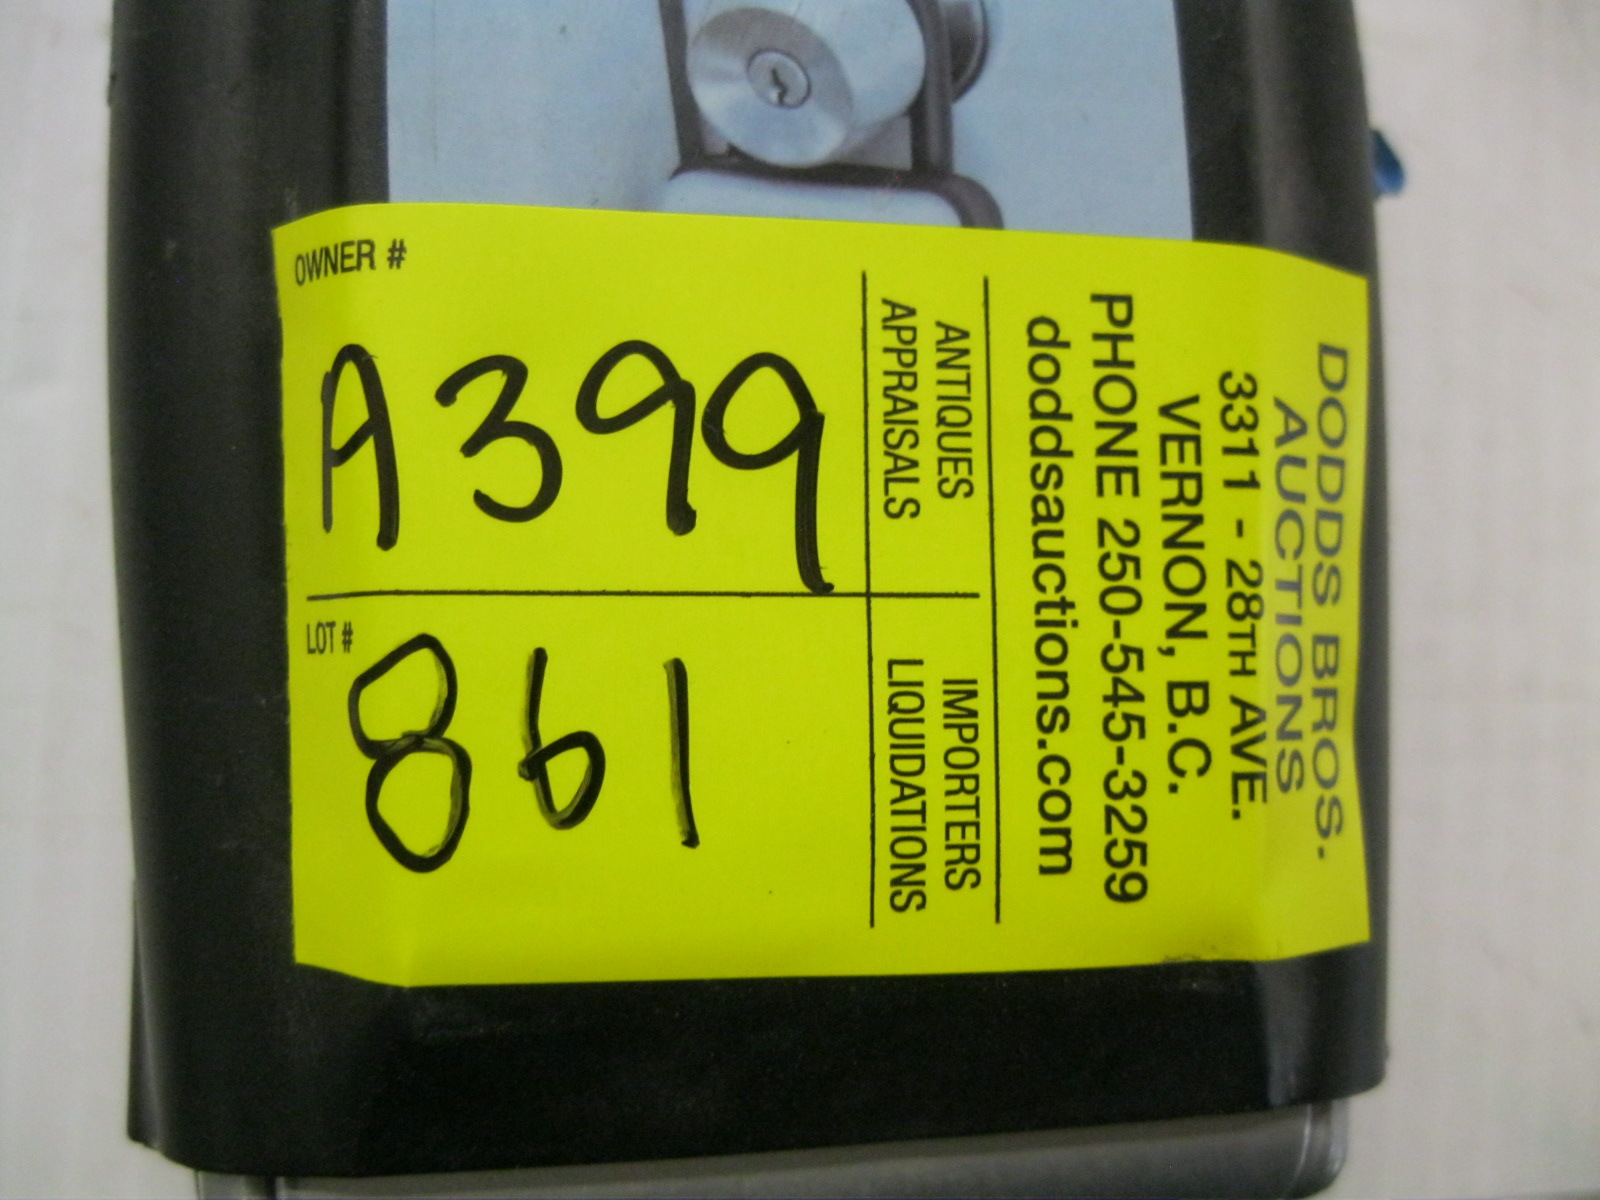 DODDS BROS.
AUCTIONS
3311 - 28TH AVE.
VERNON, B.C.
PHONE 250-545-3259
doddsauctions.com
ANTIQUES
APPRAISALS
IMPORTERS
LIQUIDATIONS
OWNER #
A399
LOT #
861